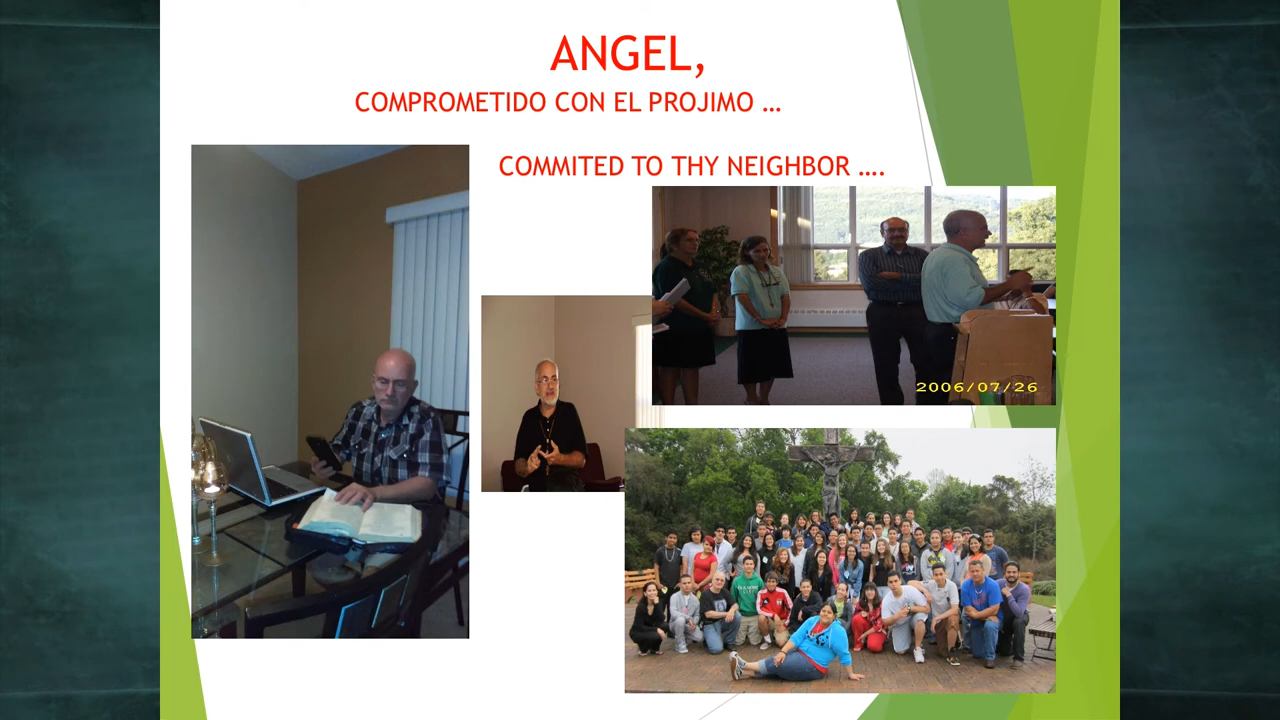 ANGEL,
COMPROMETIDO CON EL PROJIMO ...
COMMITED TO THY NEIGHBOR ....
2006/07/26